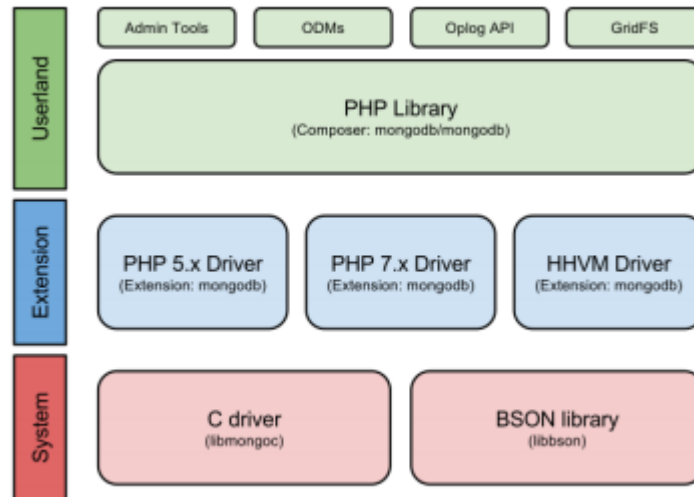 Userland
Admin Tools
ODMs
Oplog API
GridFS
PHP Library
(Composer: mongodb/mongodb)
Extension
PHP 5.x Driver
(Extension: mongodb)
PHP 7.x Driver
(Extension: mongodb)
HHVM Driver
(Extension: mongodb)
System
C driver
(libmongoc)
BSON library
(libbson)